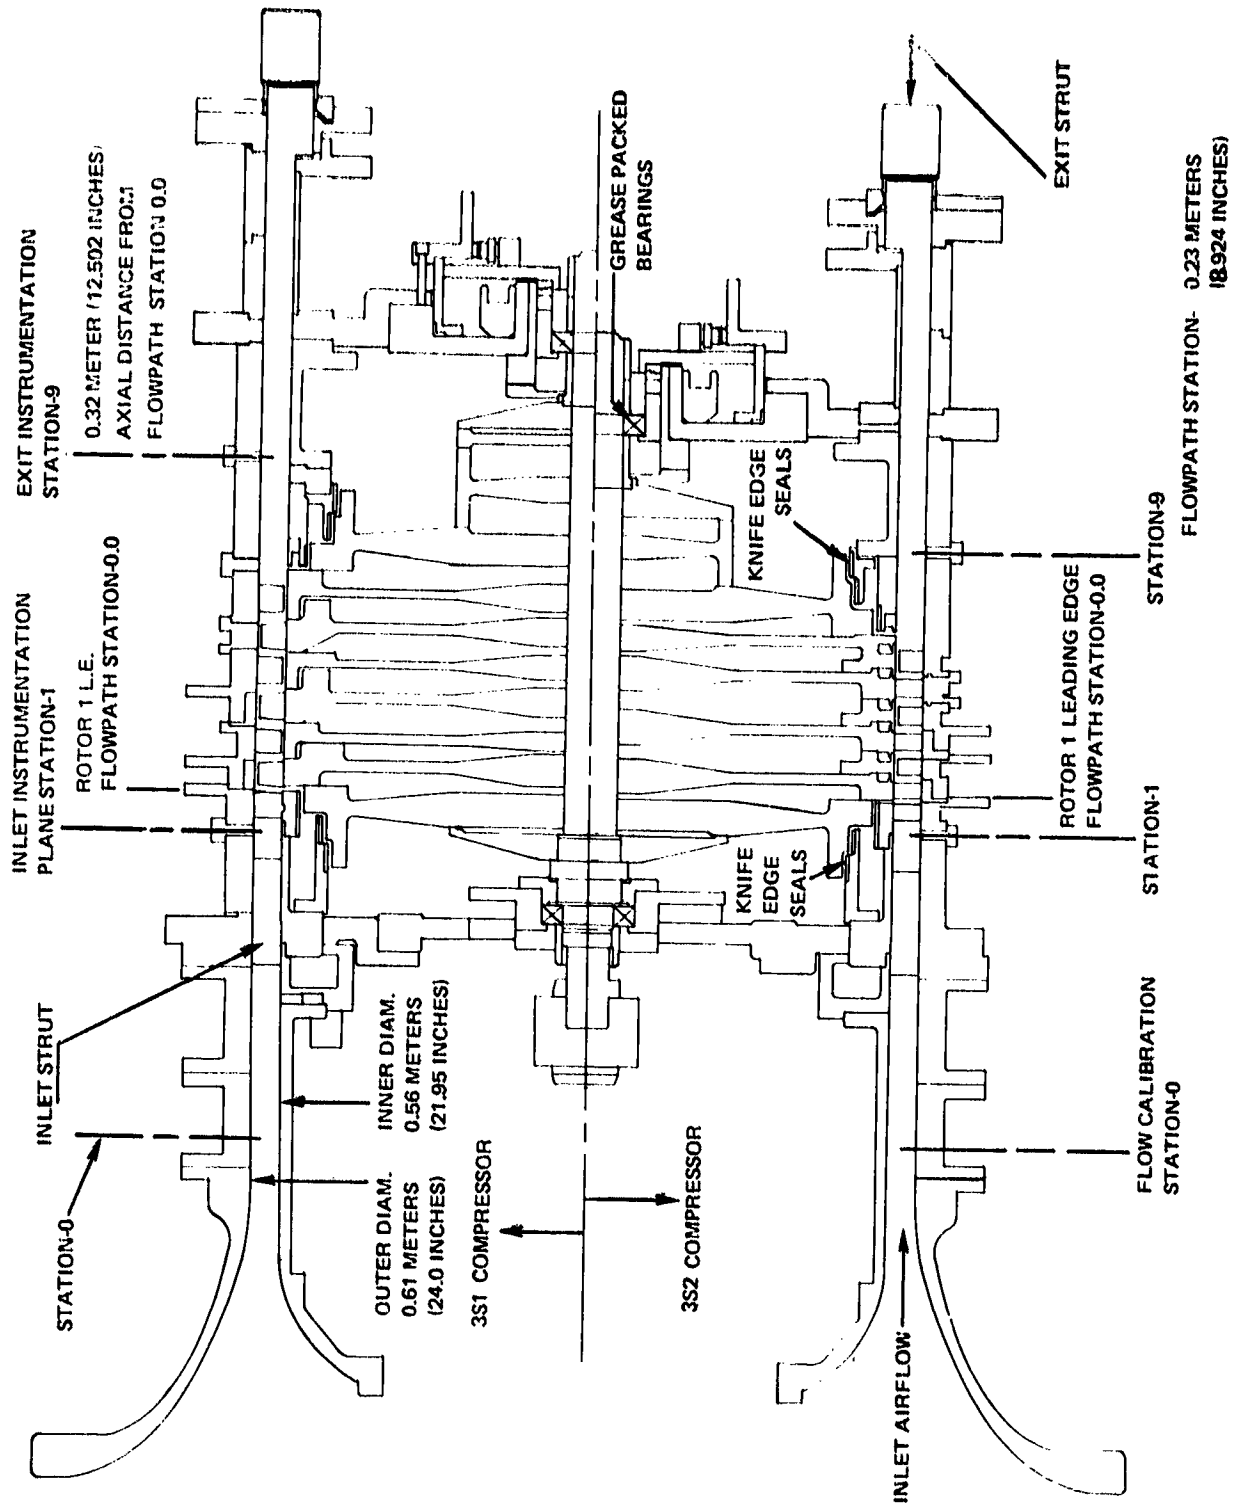 STATION-0
INLET STRUT
INLET INSTRUMENTATION
PLANE STATION-1
ROTOR 1 L.E.
FLOWPATH STATION-0.0
EXIT INSTRUMENTATION
STATION-9
0.32 METER (12.502 INCHES)
AXIAL DISTANCE FROM
FLOWPATH STATION 0.0
OUTER DIAM.
0.61 METERS
(24.0 INCHES)
INNER DIAM.
0.56 METERS
(21.95 INCHES)
3S1 COMPRESSOR
3S2 COMPRESSOR
GREASE PACKED
BEARINGS
KNIFE
EDGE
SEALS
KNIFE EDGE
SEALS
INLET AIRFLOW
FLOW CALIBRATION
STATION-0
STATION-1
ROTOR 1 LEADING EDGE
FLOWPATH STATION-0.0
STATION-9
FLOWPATH STATION- 0.23 METERS
(8.924 INCHES)
EXIT STRUT